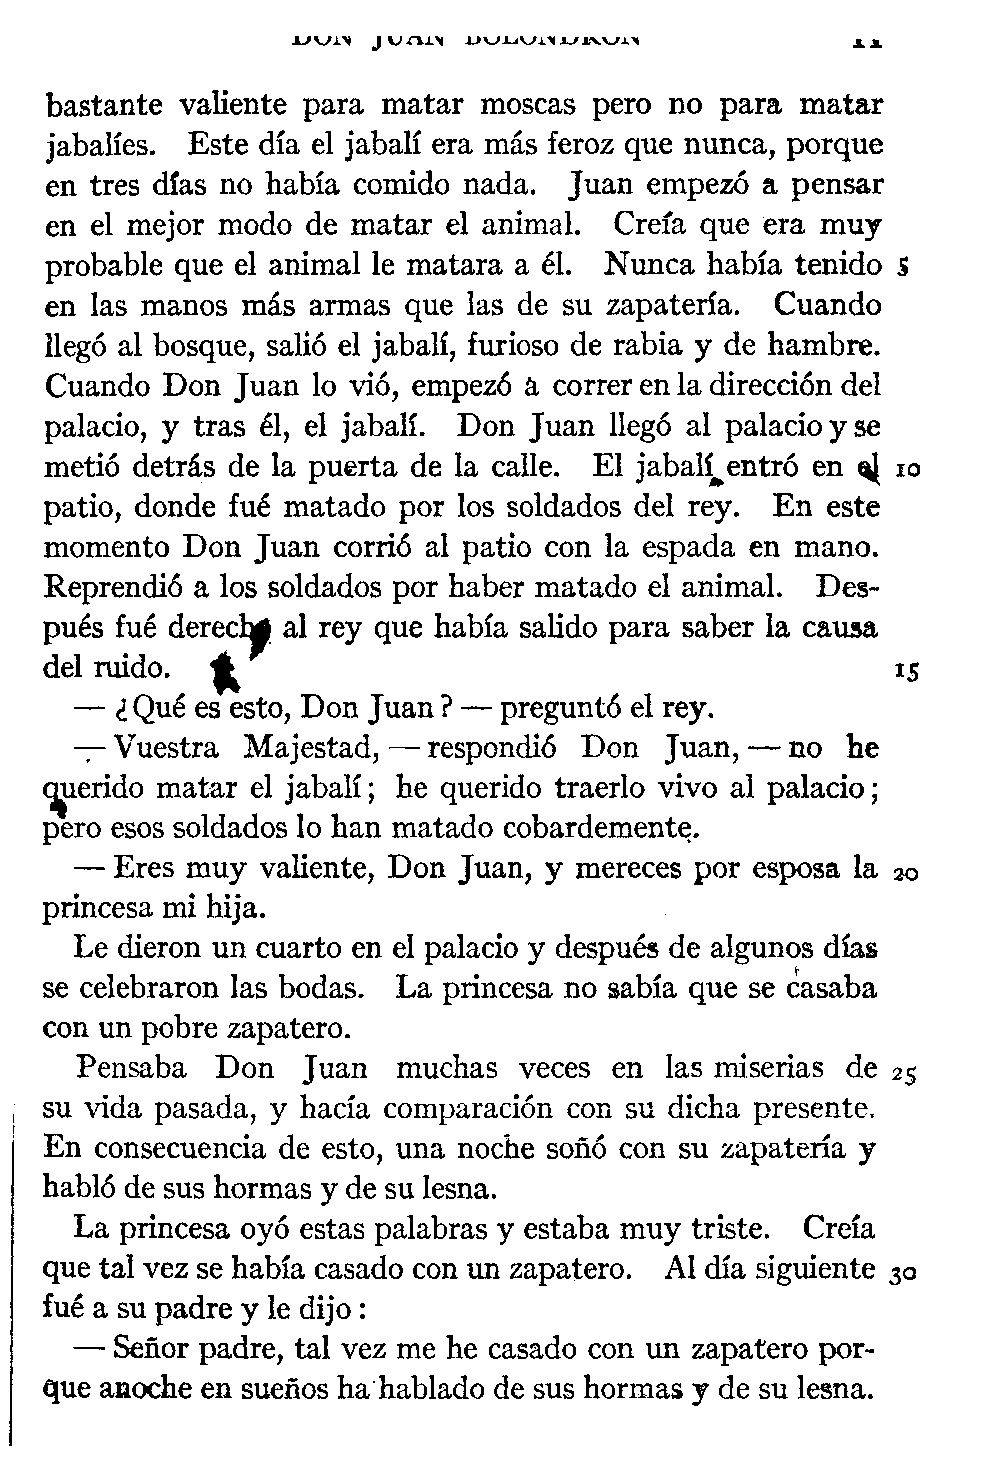 DON JUAN BOLONDRON 11
bastante valiente para matar moscas pero no para matar
jabalíes. Este día el jabalí era más feroz que nunca, porque
en tres días no había comido nada. Juan empezó a pensar
en el mejor modo de matar el animal. Creía que era muy
probable que el animal le matara a él. Nunca había tenido 5
en las manos más armas que las de su zapatería. Cuando
llegó al bosque, salió el jabalí, furioso de rabia y de hambre.
Cuando Don Juan lo vió, empezó a correr en la dirección del
palacio, y tras él, el jabalí. Don Juan llegó al palacio y se
metió detrás de la puerta de la calle. El jabalí entró en el 10
patio, donde fué matado por los soldados del rey. En este
momento Don Juan corrió al patio con la espada en mano.
Reprendió a los soldados por haber matado el animal. Des-
pués fué derecho al rey que había salido para saber la causa
del ruido. 15
— ¿Qué es esto, Don Juan? — preguntó el rey.
— Vuestra Majestad, — respondió Don Juan, — no he
querido matar el jabalí; he querido traerlo vivo al palacio;
pero esos soldados lo han matado cobardemente.
— Eres muy valiente, Don Juan, y mereces por esposa la 20
princesa mi hija.
Le dieron un cuarto en el palacio y después de algunos días
se celebraron las bodas. La princesa no sabía que se casaba
con un pobre zapatero.
Pensaba Don Juan muchas veces en las miserias de 25
su vida pasada, y hacía comparación con su dicha presente.
En consecuencia de esto, una noche soñó con su zapatería y
habló de sus hormas y de su lesna.
La princesa oyó estas palabras y estaba muy triste. Creía
que tal vez se había casado con un zapatero. Al día siguiente 30
fué a su padre y le dijo:
— Señor padre, tal vez me he casado con un zapatero por-
que anoche en sueños ha hablado de sus hormas y de su lesna.